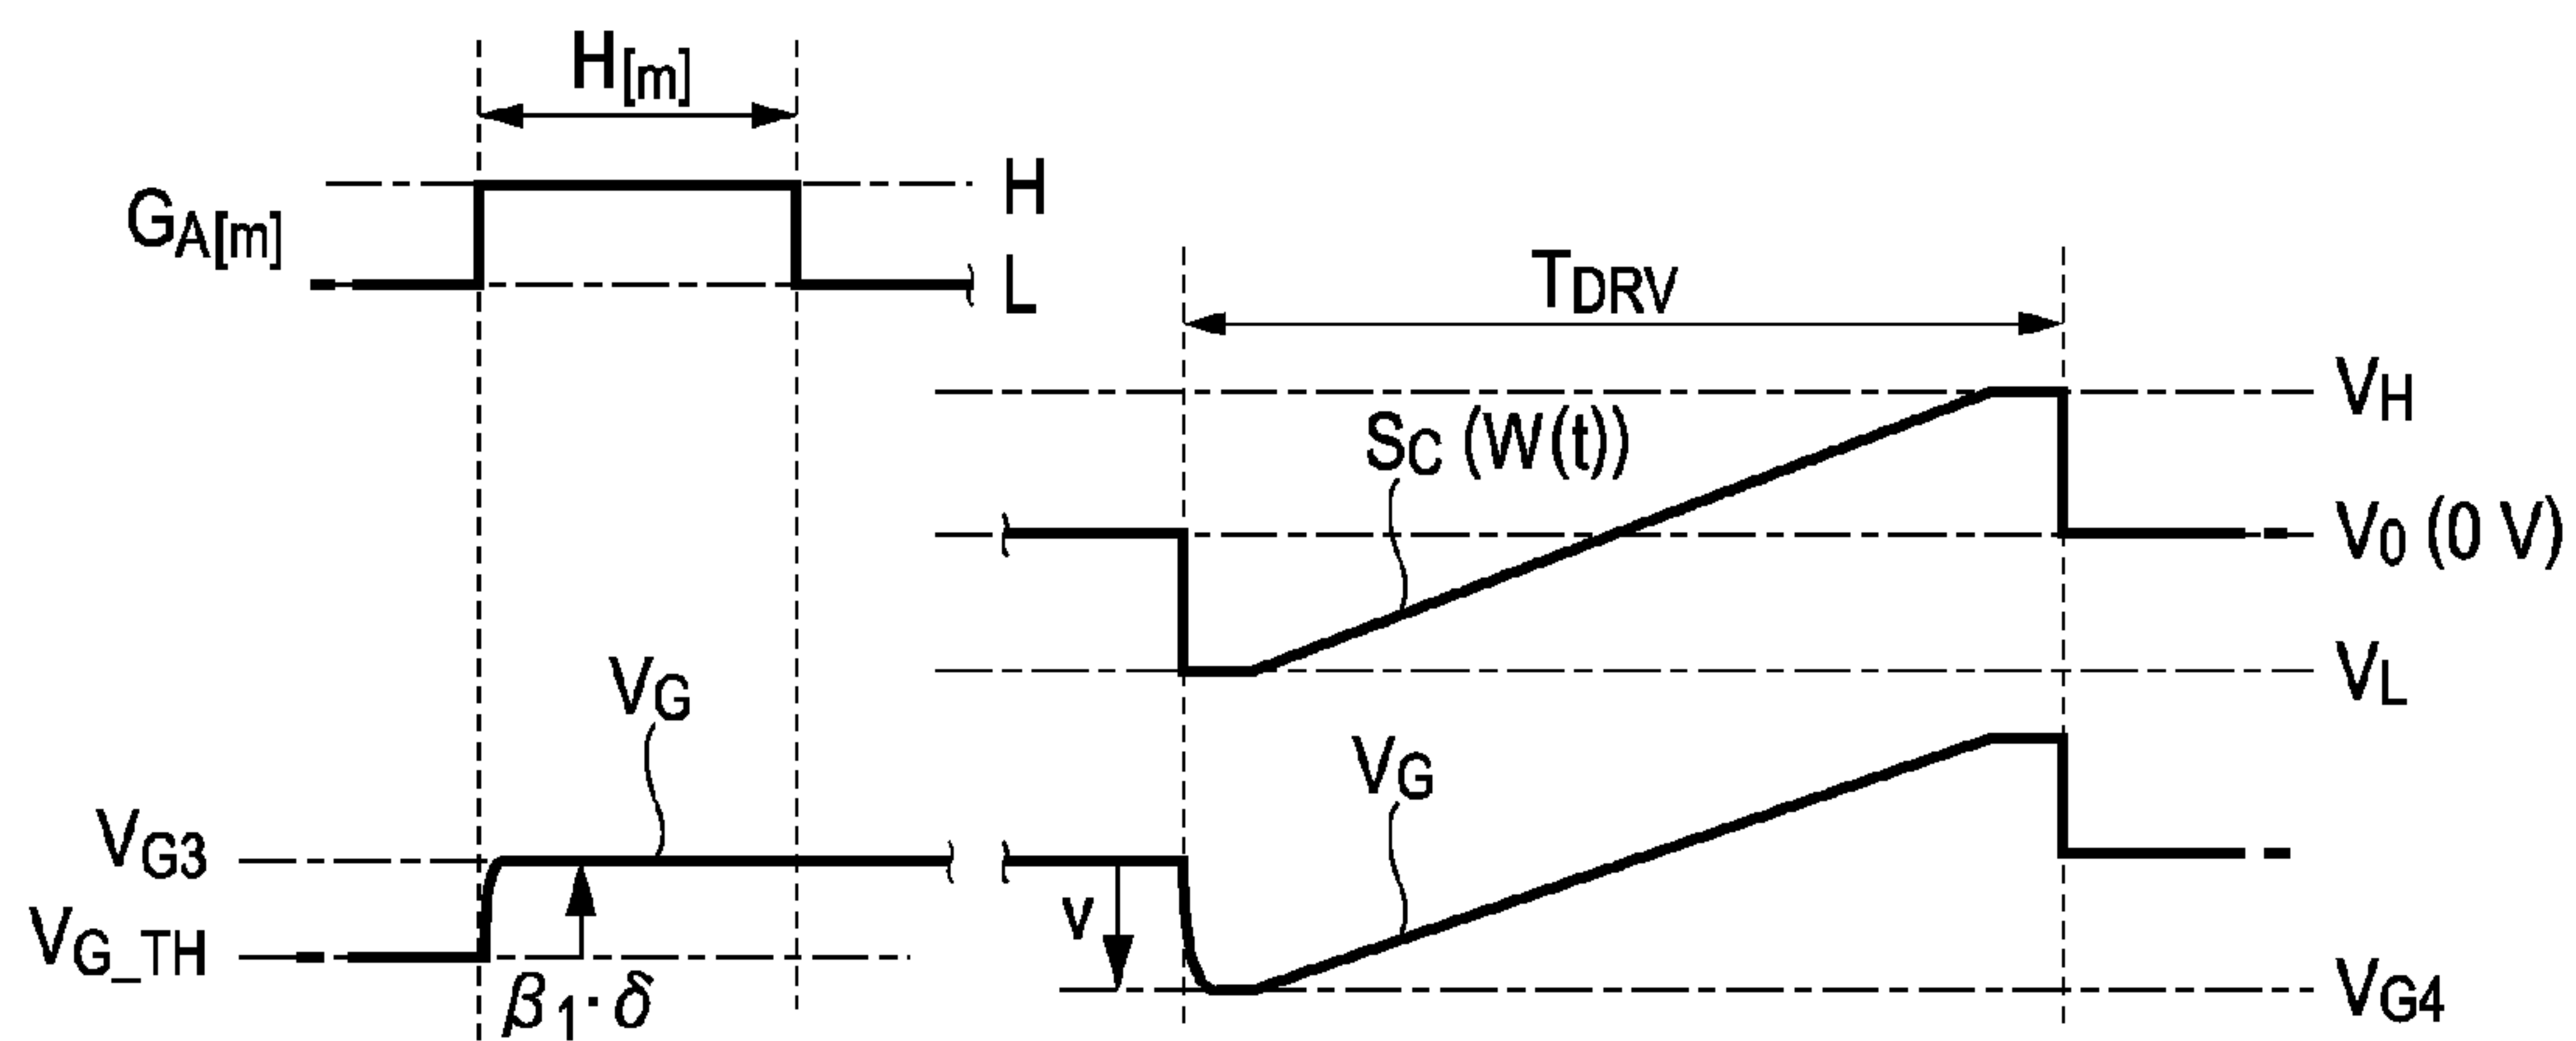 H[m]
H
GA[m]
L
TDRV
VH
SC (W(t))
V0 (0 V)
VL
VG
VG
VG3
v
VG_TH
β1·δ
VG4